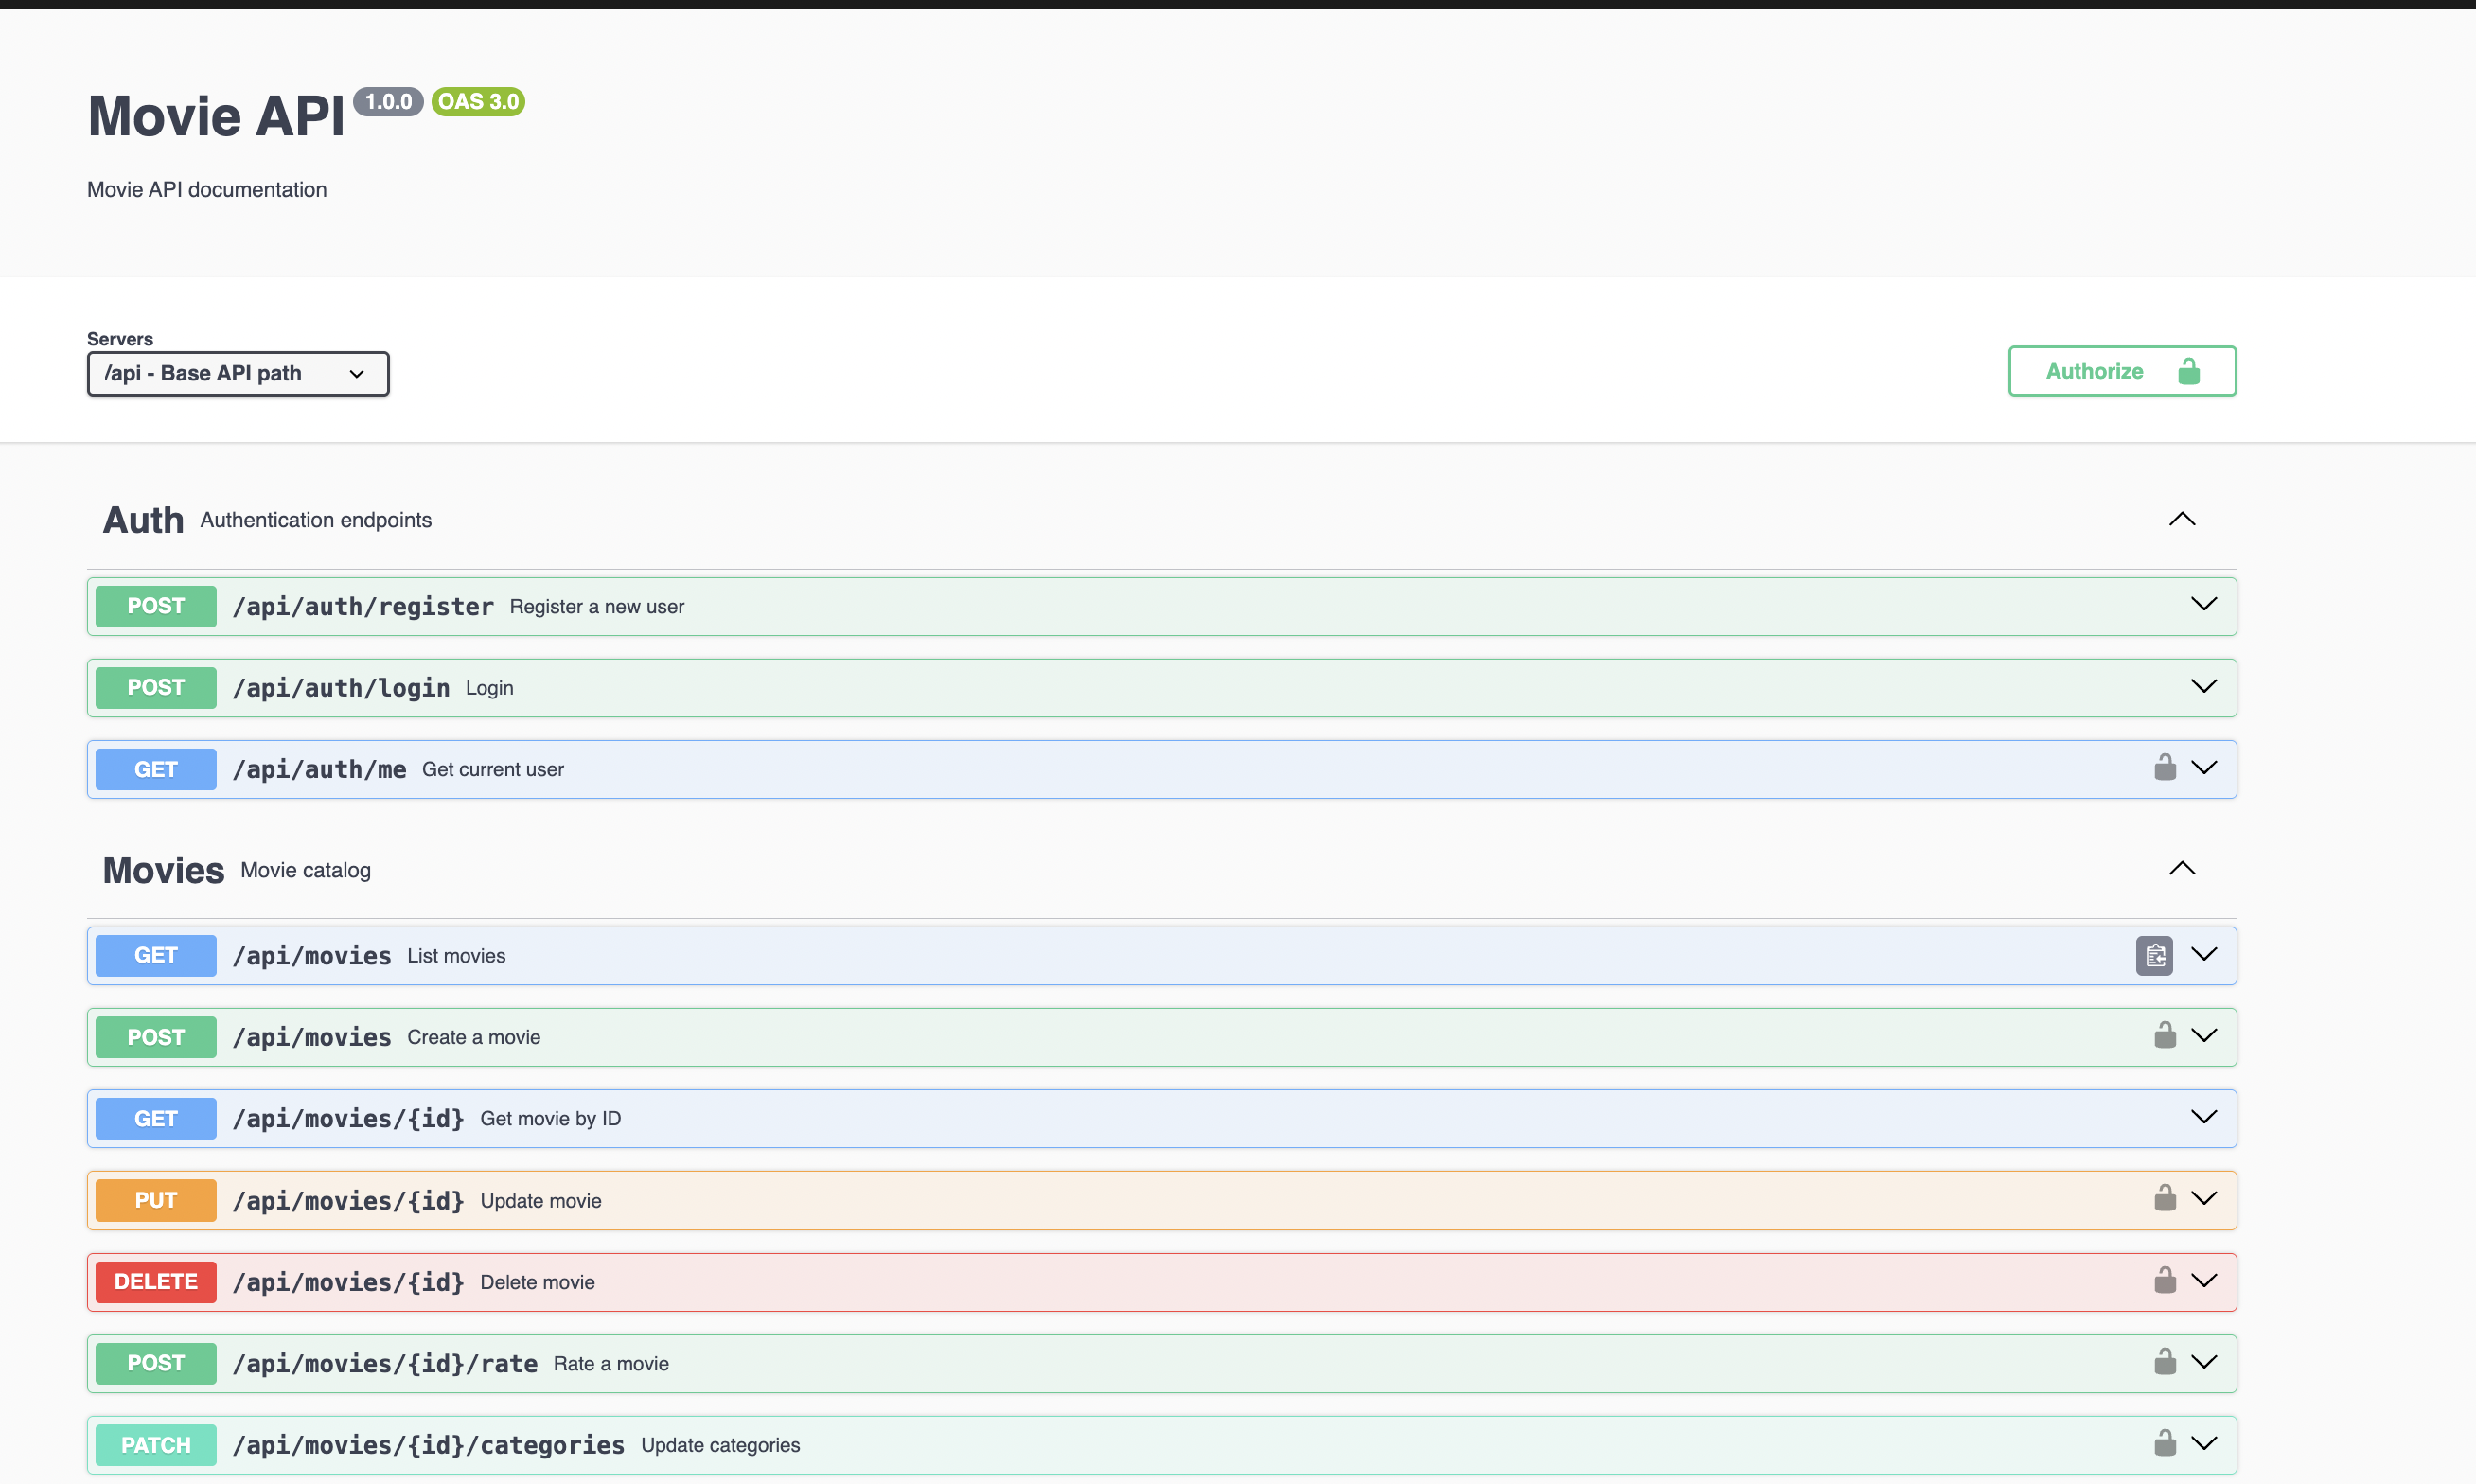 Movie API 1.0.0 OAS 3.0
Movie API documentation
Servers
/api - Base API path
Authorize
Auth Authentication endpoints
POST /api/auth/register Register a new user
POST /api/auth/login Login
GET /api/auth/me Get current user
Movies Movie catalog
GET /api/movies List movies
POST /api/movies Create a movie
GET /api/movies/{id} Get movie by ID
PUT /api/movies/{id} Update movie
DELETE /api/movies/{id} Delete movie
POST /api/movies/{id}/rate Rate a movie
PATCH /api/movies/{id}/categories Update categories